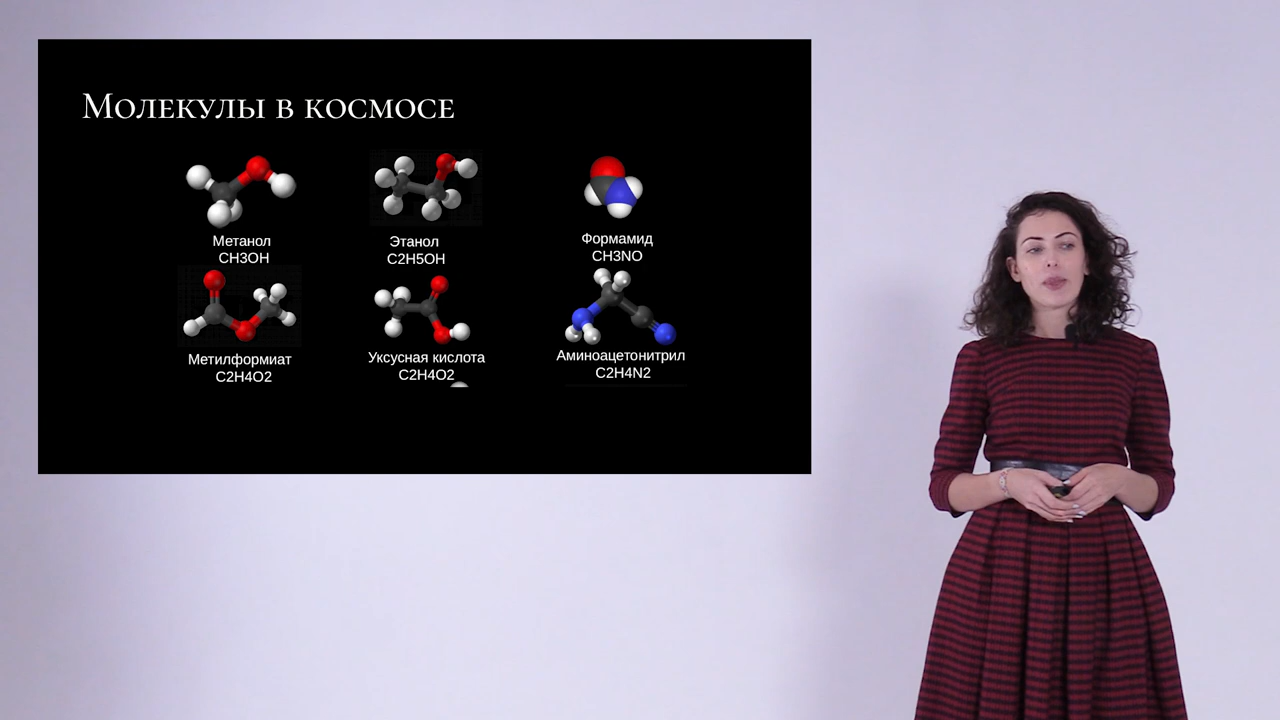 Молекулы в космосе
Метанол
CH3OH
Этанол
C2H5OH
Формамид
CH3NO
Метилформиат
C2H4O2
Уксусная кислота
C2H4O2
Аминоацетонитрил
C2H4N2